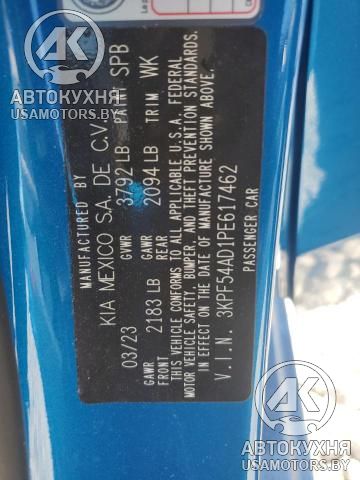 АВТОКУХНЯ
USAMOTORS.BY
MANUFACTURED BY
KIA MEXICO S.A. DE C.V.
03/23 GVWR 3792 LB PAINT SPB
GAWR FRONT 2183 LB GAWR REAR 2094 LB TRIM WK
THIS VEHICLE CONFORMS TO ALL APPLICABLE U.S.A. FEDERAL
MOTOR VEHICLE SAFETY, BUMPER, AND THEFT PREVENTION STANDARDS
IN EFFECT ON THE DATE OF MANUFACTURE SHOWN ABOVE.
V.I.N. 3KPF54AD1PE617462
PASSENGER CAR
АВТОКУХНЯ
USAMOTORS.BY